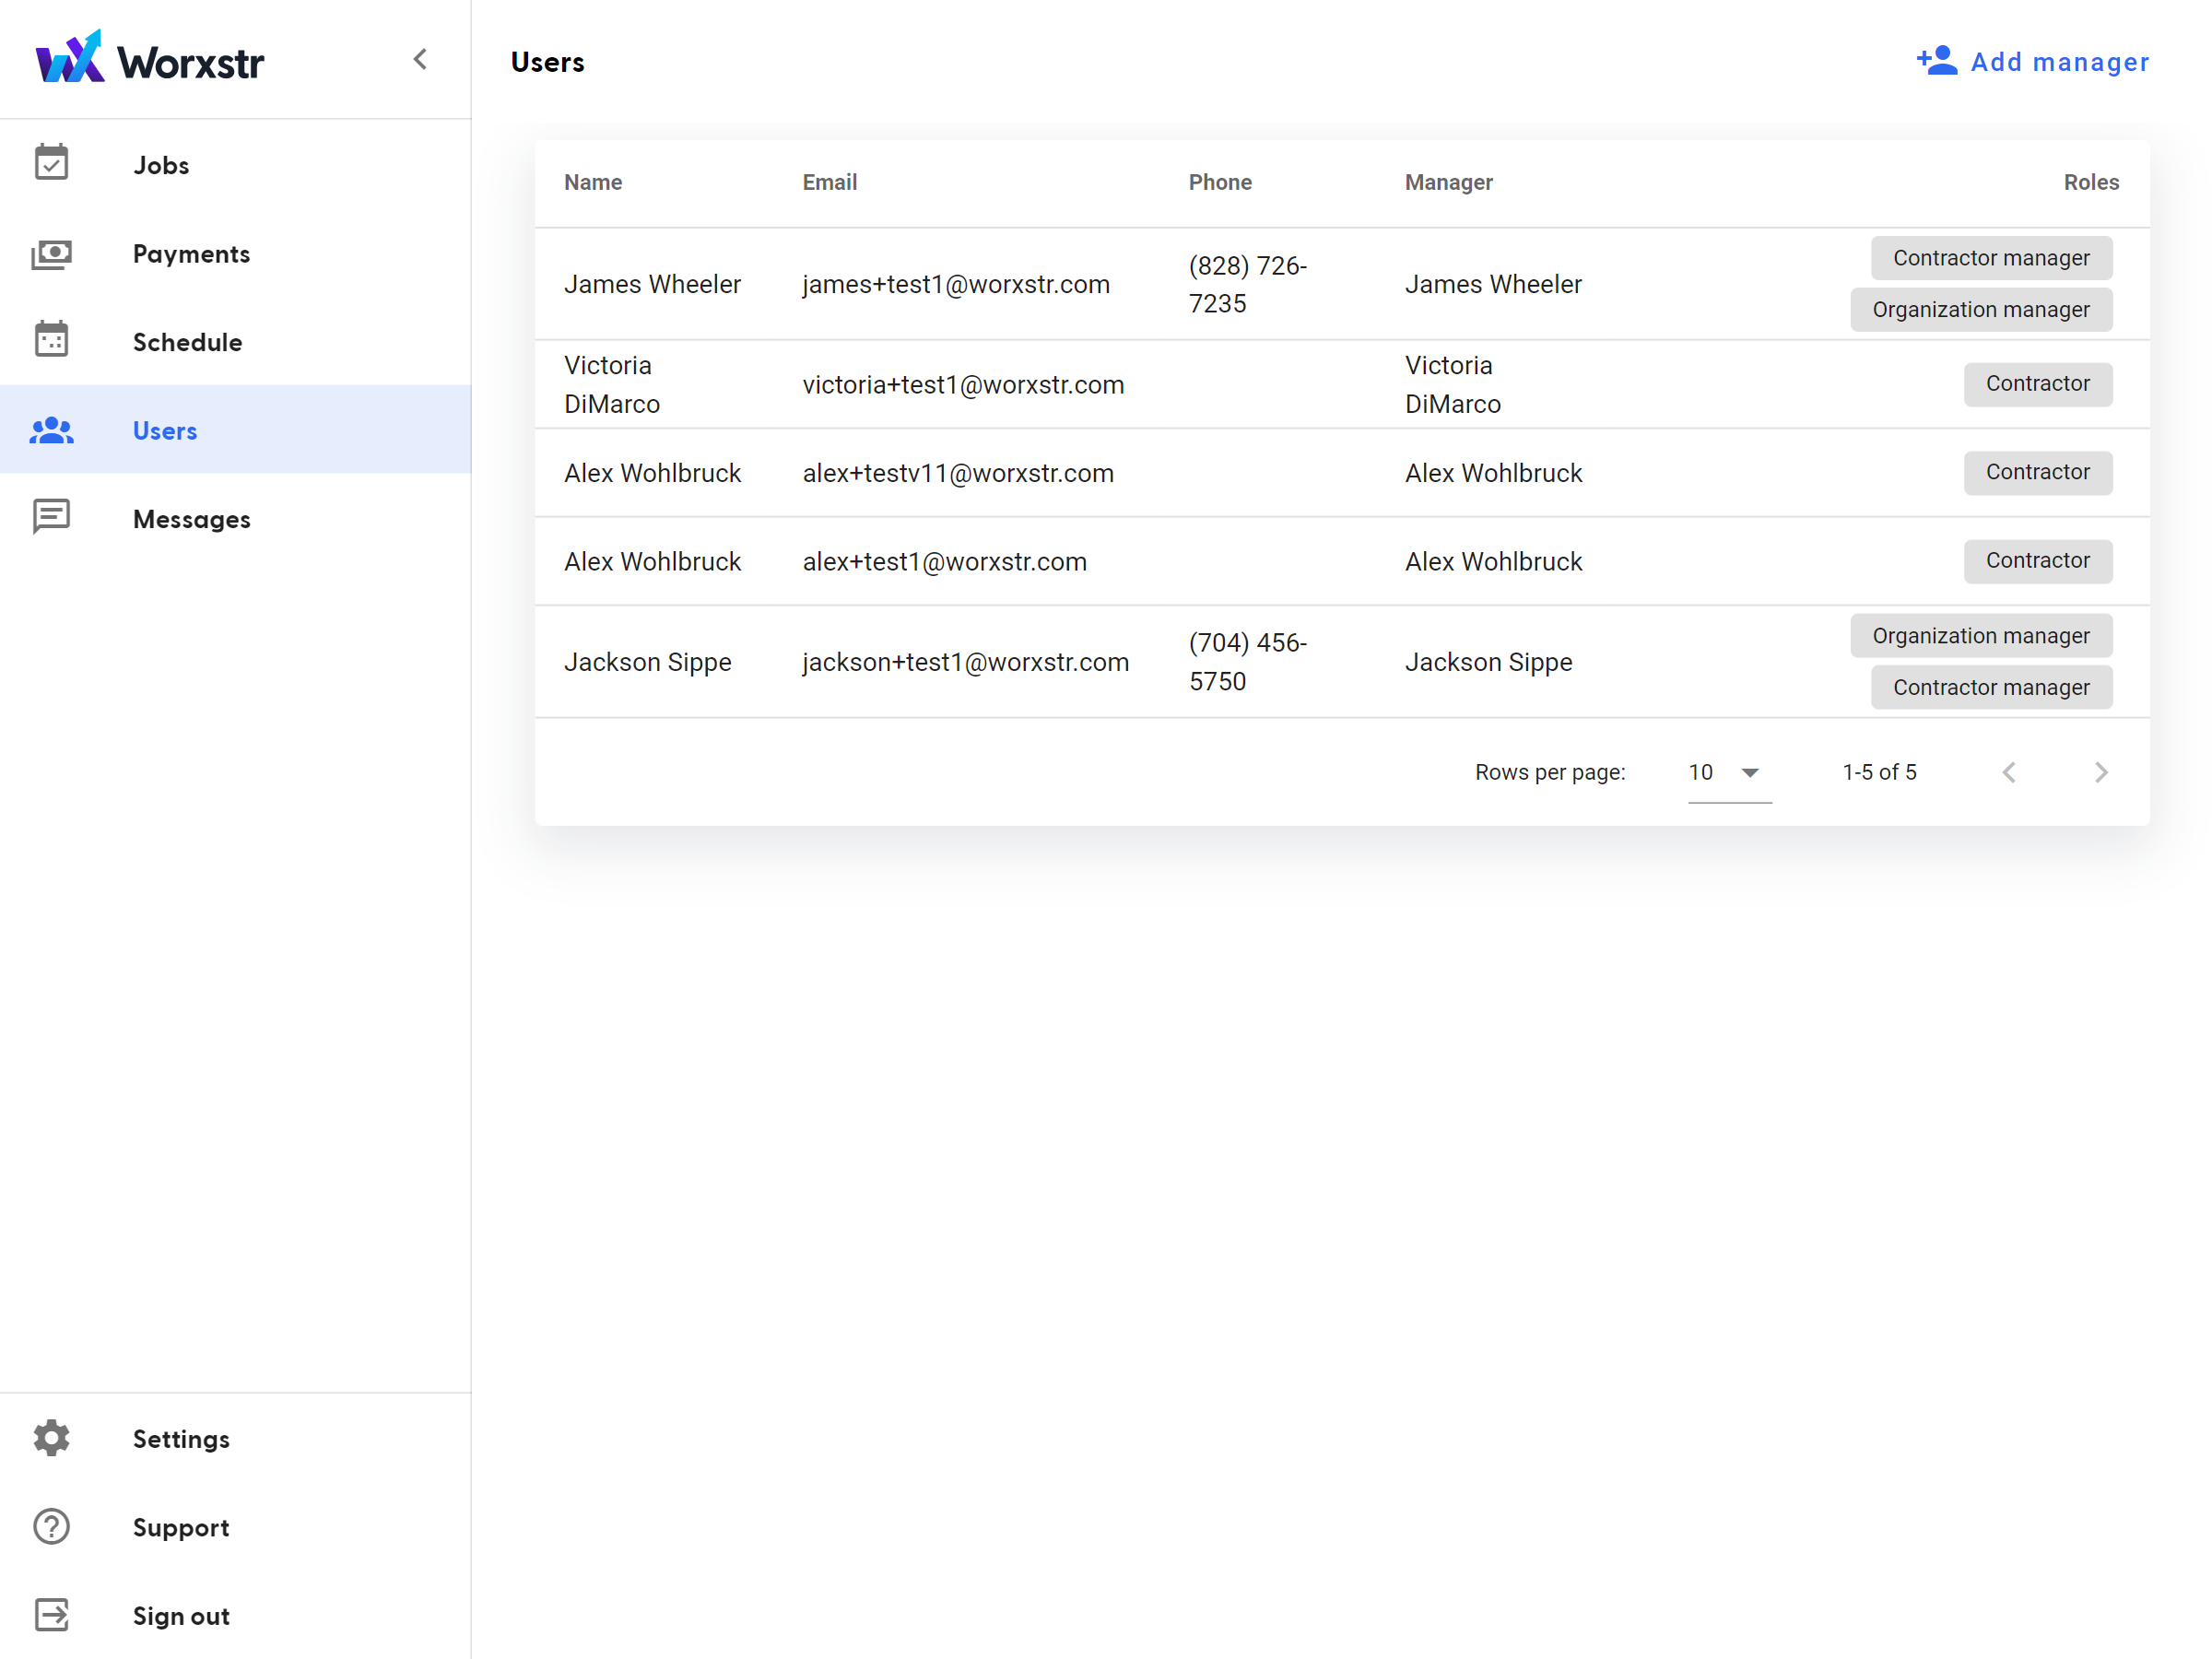 Worxstr
Jobs
Payments
Schedule
Users
Messages
Settings
Support
Sign out
Users
Add manager
Name Email Phone Manager Roles
James Wheeler james+test1@worxstr.com (828) 726-
7235 James Wheeler Contractor manager
Organization manager
Victoria
DiMarco victoria+test1@worxstr.com Victoria
DiMarco Contractor
Alex Wohlbruck alex+testv11@worxstr.com Alex Wohlbruck Contractor
Alex Wohlbruck alex+test1@worxstr.com Alex Wohlbruck Contractor
Jackson Sippe jackson+test1@worxstr.com (704) 456-
5750 Jackson Sippe Organization manager
Contractor manager
Rows per page: 10 1-5 of 5